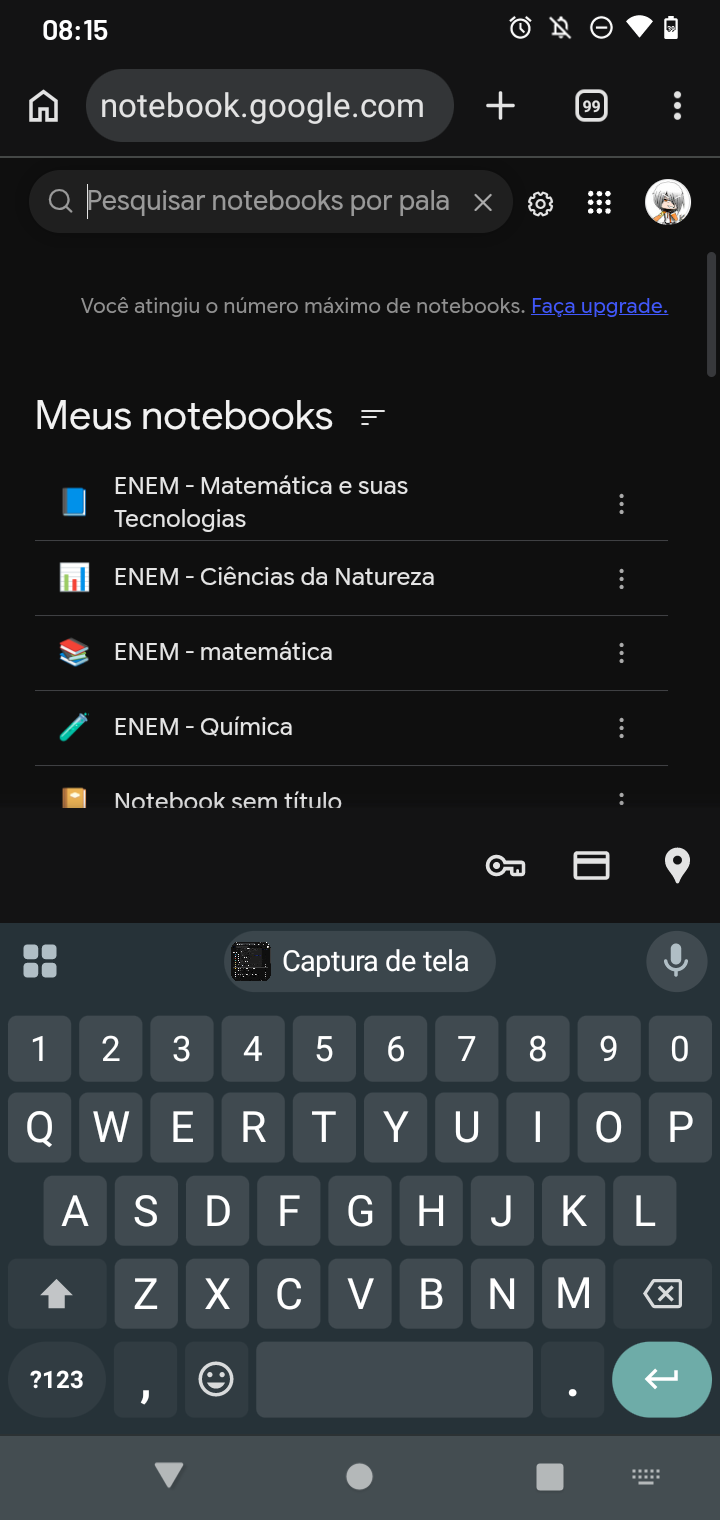 08:15
notebook.google.com
99
Pesquisar notebooks por pala
Você atingiu o número máximo de notebooks. Faça upgrade.
Meus notebooks
ENEM - Matemática e suas
Tecnologias
ENEM - Ciências da Natureza
ENEM - matemática
ENEM - Química
Notebook sem título
Captura de tela
1 2 3 4 5 6 7 8 9 0
Q W E R T Y U I O P
A S D F G H J K L
Z X C V B N M
?123 , .